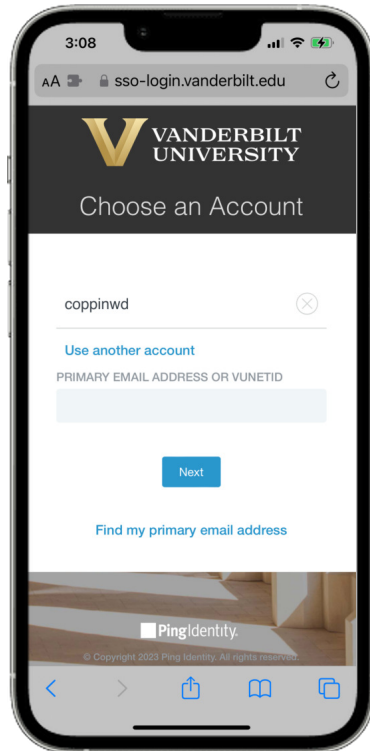 3:08
AA sso-login.vanderbilt.edu
V VANDERBILT
UNIVERSITY
Choose an Account
coppinwd
Use another account
PRIMARY EMAIL ADDRESS OR VUNETID
Next
Find my primary email address
PingIdentity.
© Copyright 2023 Ping Identity. All rights reserved.